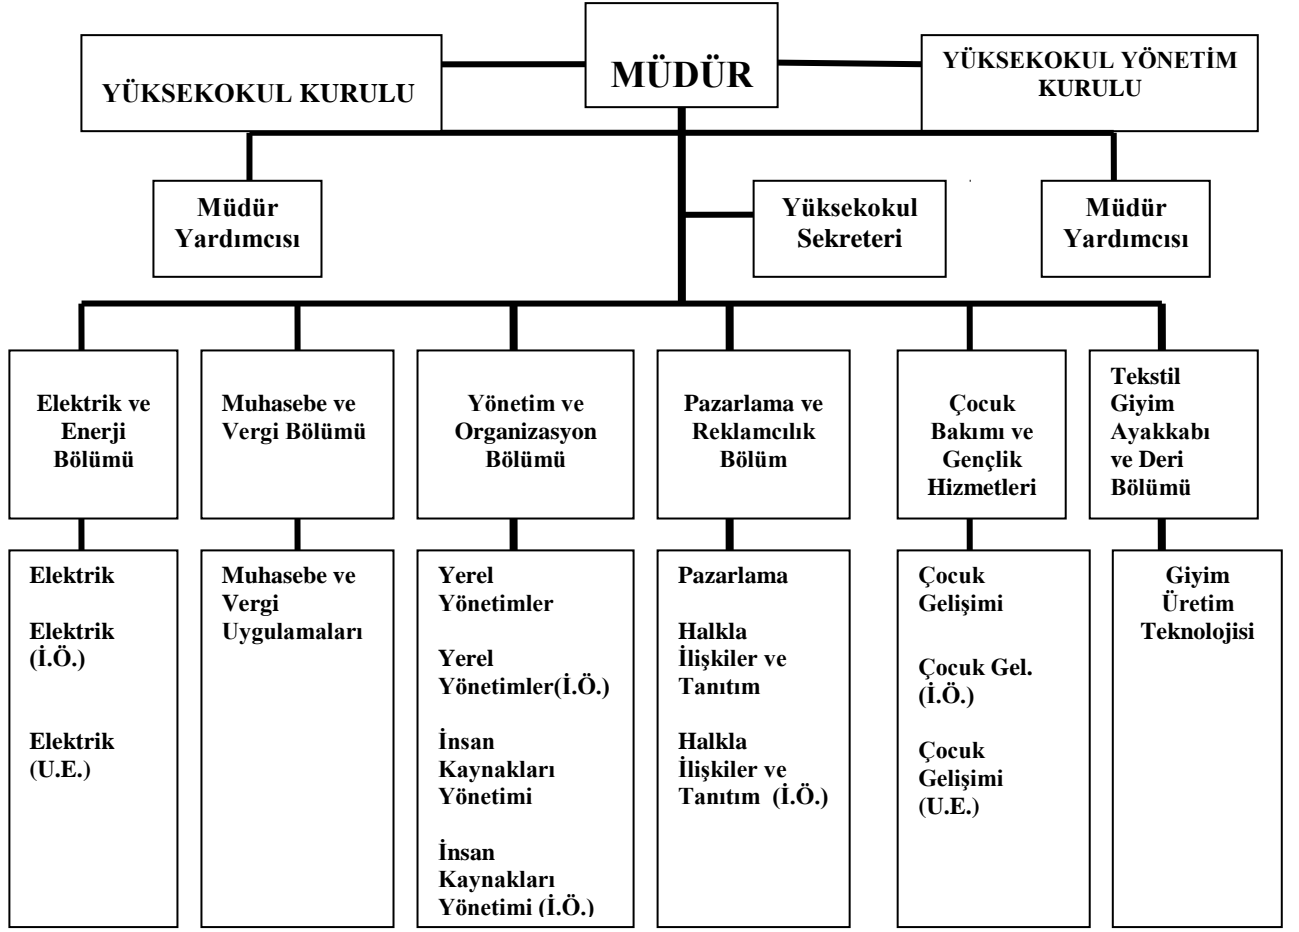 MÜDÜR
YÜKSEKOKUL KURULU
YÜKSEKOKUL YÖNETİM
KURULU
Müdür
Yardımcısı
Yüksekokul
Sekreteri
Müdür
Yardımcısı
Elektrik ve
Enerji
Bölümü
Muhasebe ve
Vergi Bölümü
Yönetim ve
Organizasyon
Bölümü
Pazarlama ve
Reklamcılık
Bölüm
Çocuk
Bakımı ve
Gençlik
Hizmetleri
Tekstil
Giyim
Ayakkabı
ve Deri
Bölümü
Elektrik
Elektrik
(İ.Ö.)
Elektrik
(U.E.)
Muhasebe ve
Vergi
Uygulamaları
Yerel
Yönetimler
Yerel
Yönetimler(İ.Ö.)
İnsan
Kaynakları
Yönetimi
İnsan
Kaynakları
Yönetimi (İ.Ö.)
Pazarlama
Halkla
İlişkiler ve
Tanıtım
Halkla
İlişkiler ve
Tanıtım (İ.Ö.)
Çocuk
Gelişimi
Çocuk Gel.
(İ.Ö.)
Çocuk
Gelişimi
(U.E.)
Giyim
Üretim
Teknolojisi